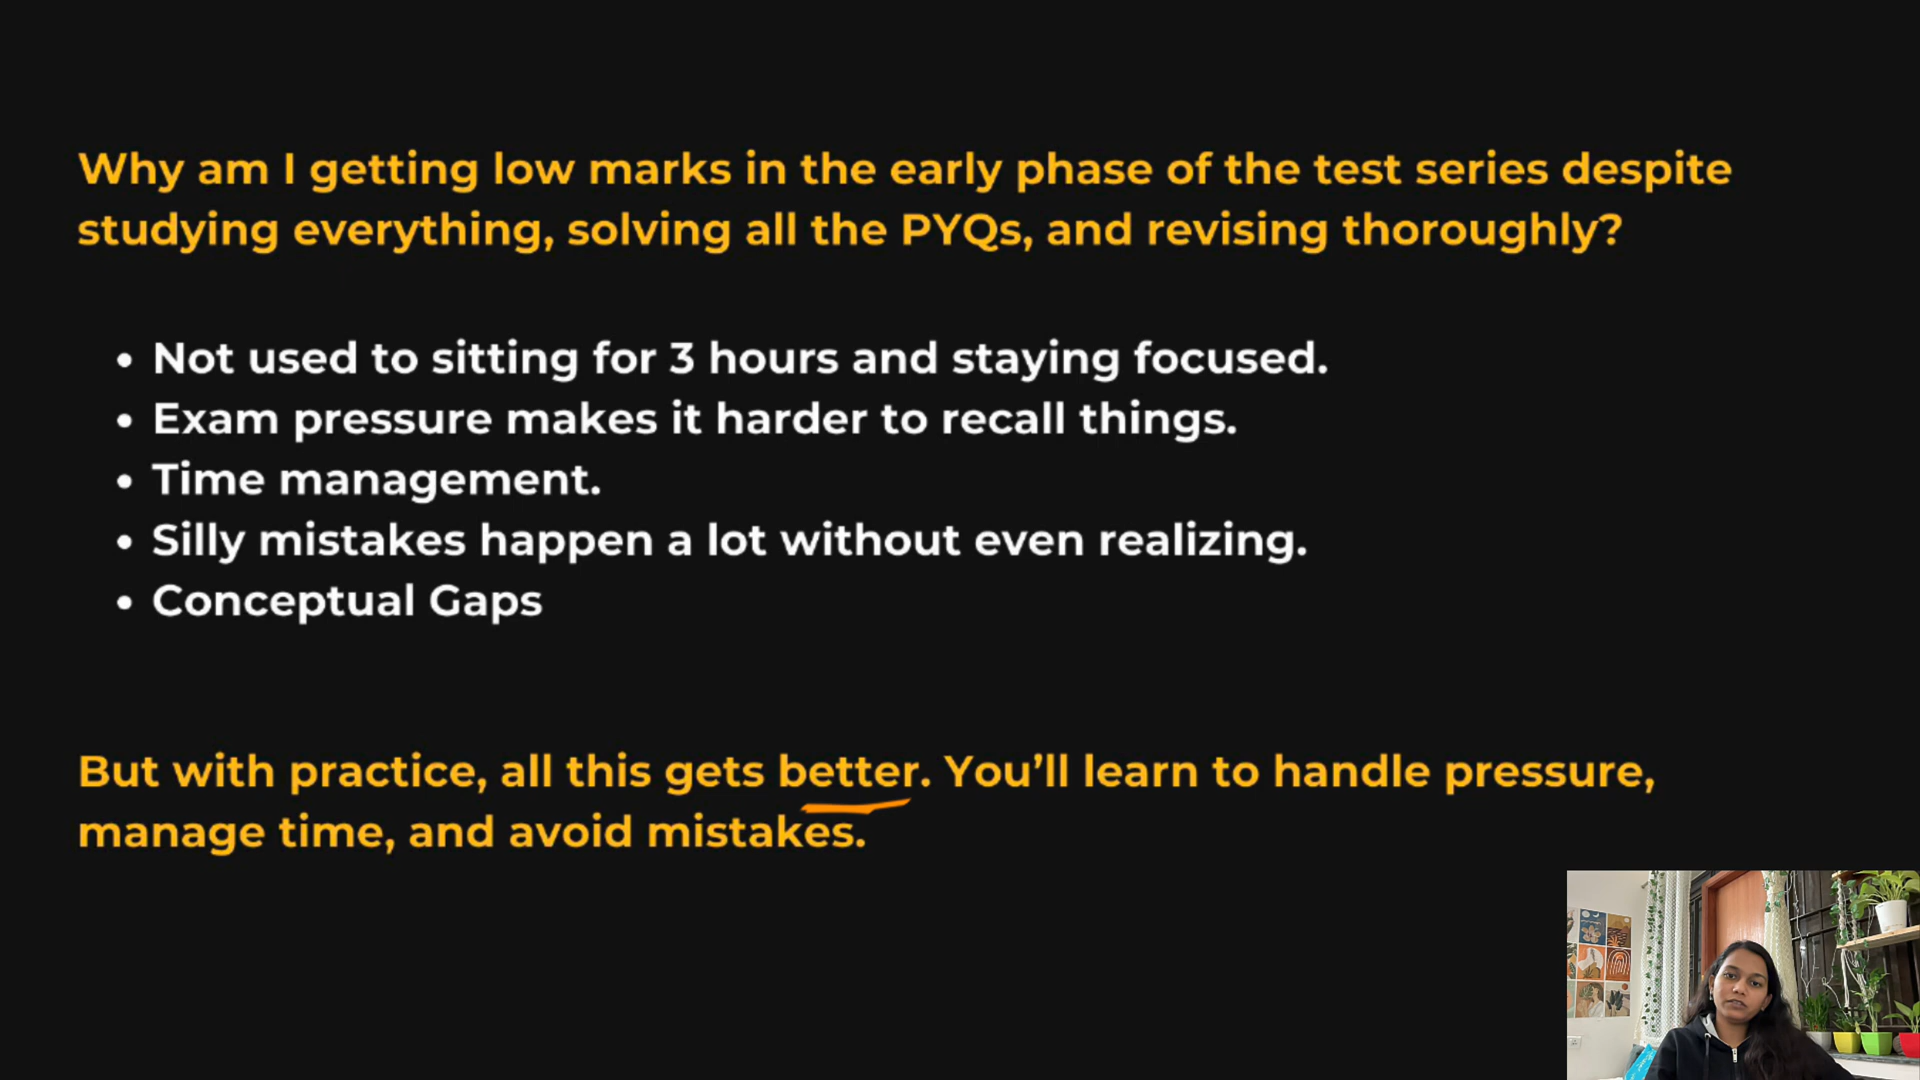 Why am I getting low marks in the early phase of the test series despite
studying everything, solving all the PYQs, and revising thoroughly?
• Not used to sitting for 3 hours and staying focused.
• Exam pressure makes it harder to recall things.
• Time management.
• Silly mistakes happen a lot without even realizing.
• Conceptual Gaps
But with practice, all this gets better. You’ll learn to handle pressure,
manage time, and avoid mistakes.